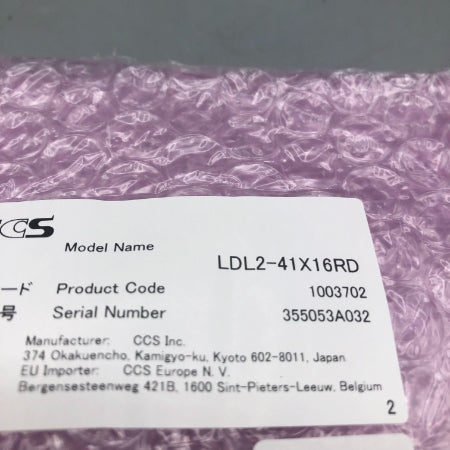 CCS
Model Name LDL2-41X16RD
ード Product Code 1003702
号 Serial Number 355053A032
Manufacturer: CCS Inc.
374 Okakuencho, Kamigyo-ku, Kyoto 602-8011, Japan
EU Importer: CCS Europe N. V.
Bergensesteenweg 421B, 1600 Sint-Pieters-Leeuw, Belgium
2